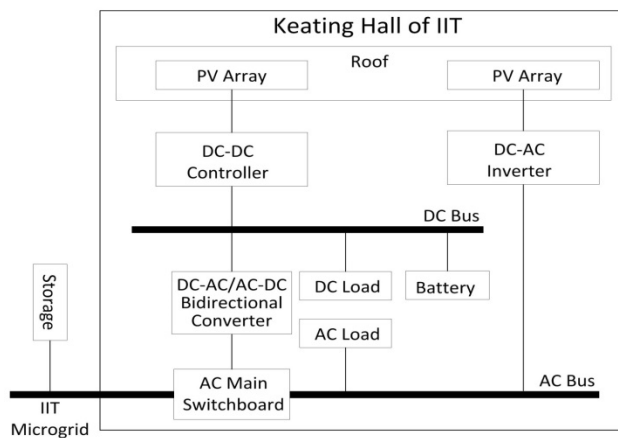 Keating Hall of IIT
Roof
PV Array
PV Array
DC-DC
Controller
DC-AC
Inverter
DC Bus
Storage
DC-AC/AC-DC
Bidirectional
Converter
DC Load
Battery
AC Load
AC Main
Switchboard
AC Bus
IIT
Microgrid